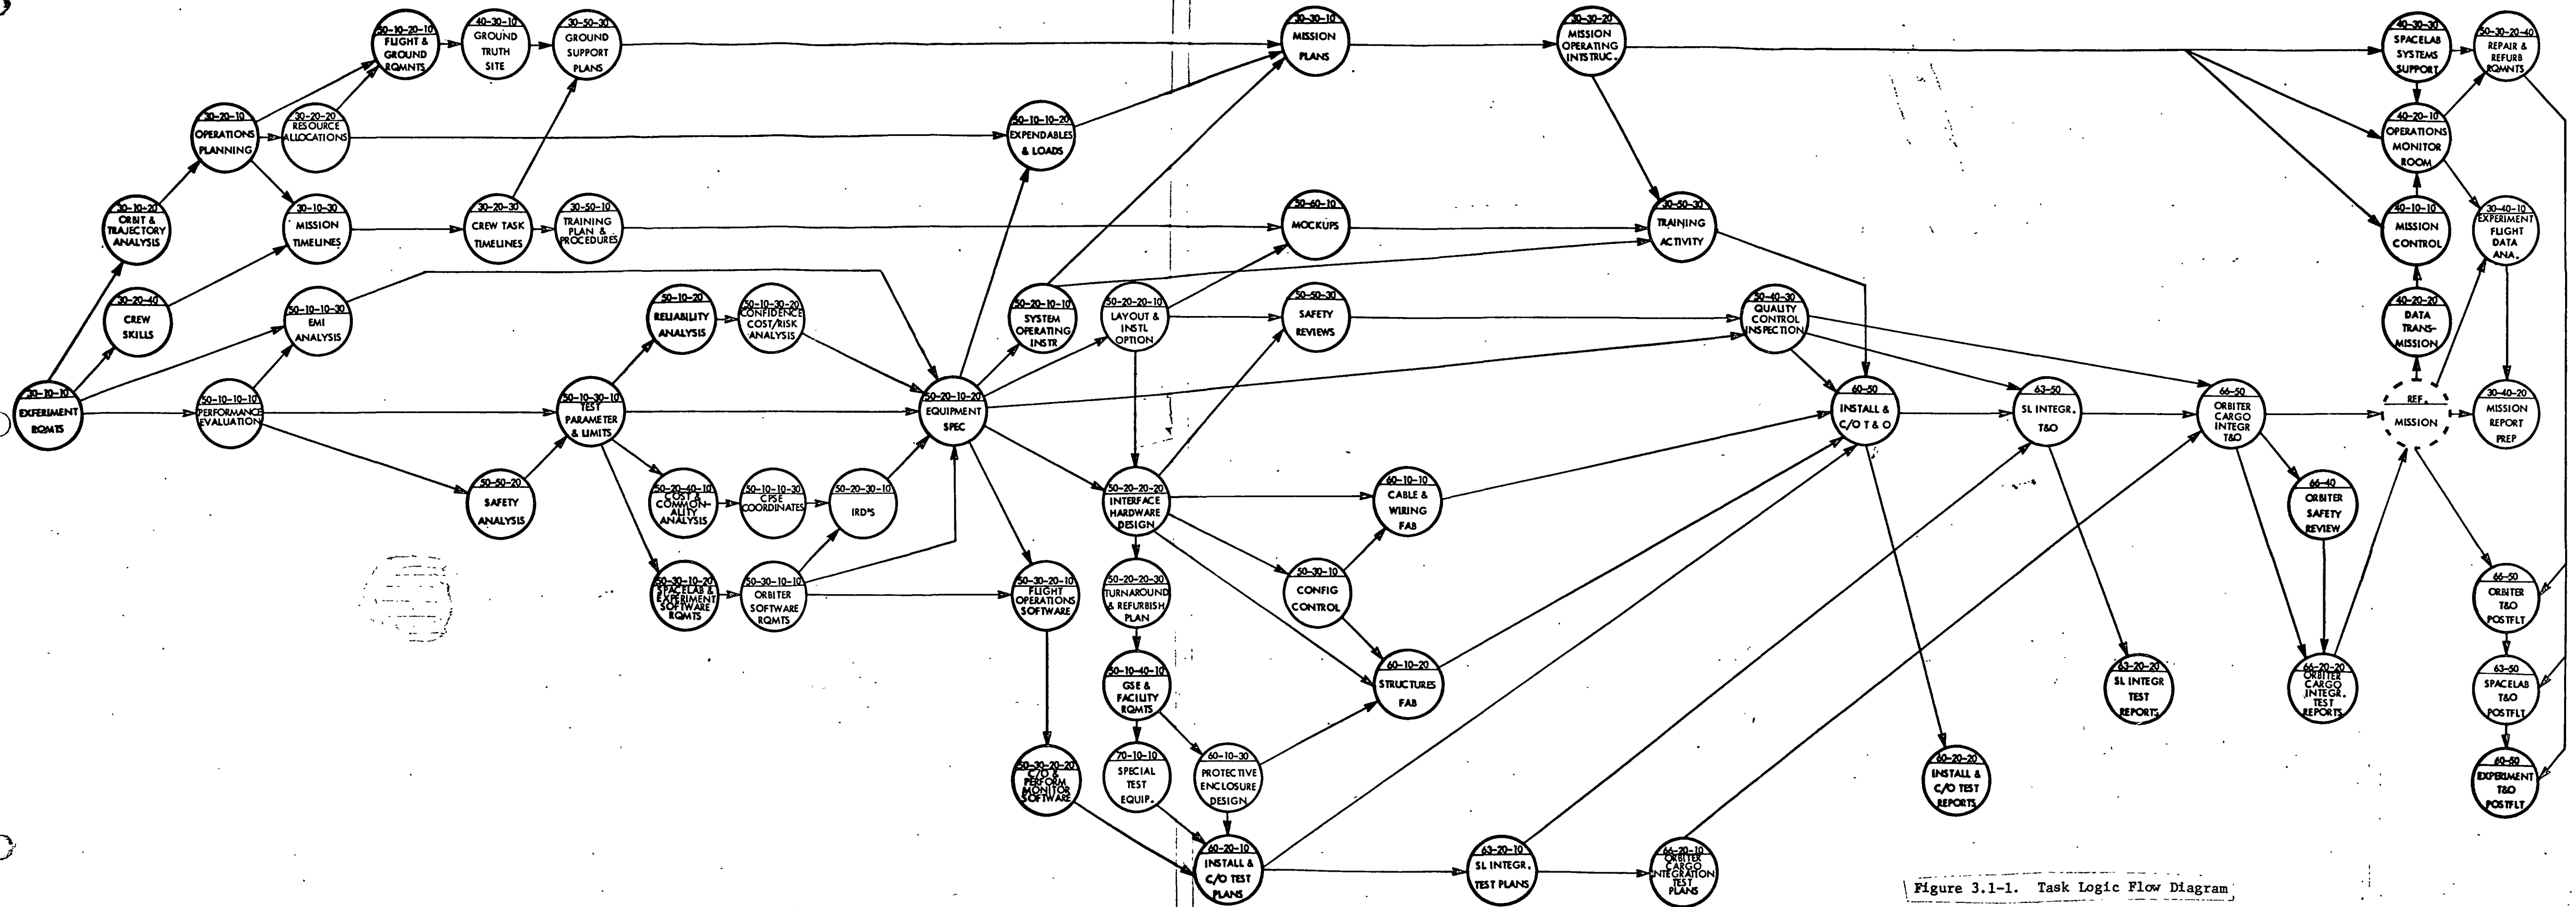 50-10-20-10
FLIGHT &
GROUND
RQMNTS
40-30-10
GROUND
TRUTH
SITE
30-50-30
GROUND
SUPPORT
PLANS
30-30-10
MISSION
PLANS
30-30-20
MISSION
OPERATING
INTSTRUC.
40-30-30
SPACELAB
SYSTEMS
SUPPORT
50-30-20-40
REPAIR &
REFURB
RQMNTS
30-20-10
OPERATIONS
PLANNING
30-20-20
RESOURCE
ALLOCATIONS
50-10-10-20
EXPENDABLES
& LOADS
40-20-10
OPERATIONS
MONITOR
ROOM
30-10-20
ORBIT &
TRAJECTORY
ANALYSIS
30-10-30
MISSION
TIMELINES
30-20-30
CREW TASK
TIMELINES
30-50-10
TRAINING
PLAN &
PROCEDURES
50-60-10
MOCKUPS
30-50-30
TRAINING
ACTIVITY
40-10-10
MISSION
CONTROL
30-40-10
EXPERIMENT
FLIGHT
DATA
ANA.
30-20-40
CREW
SKILLS
50-10-10-30
EMI
ANALYSIS
50-10-20
RELIABILITY
ANALYSIS
50-10-30-20
CONFIDENCE
COST/RISK
ANALYSIS
50-20-10-10
SYSTEM
OPERATING
INSTR
50-20-20-10
LAYOUT &
INSTL
OPTION
50-50-30
SAFETY
REVIEWS
50-40-30
QUALITY
CONTROL
INSPECTION
40-20-20
DATA
TRANS-
MISSION
30-10-10
EXPERIMENT
RQMTS
50-10-10-10
PERFORMANCE
EVALUATION
50-10-30-10
TEST
PARAMETER
& LIMITS
50-20-10-20
EQUIPMENT
SPEC
60-50
INSTALL &
C/O T & O
63-50
SL INTEGR.
T&O
66-50
ORBITER
CARGO
INTEGR
T&O
REF.
MISSION
30-40-20
MISSION
REPORT
PREP
50-50-20
SAFETY
ANALYSIS
50-20-40-10
COST &
COMMON-
ALITY
ANALYSIS
50-10-10-30
CPSE
COORDINATES
50-20-30-10
IRD'S
50-20-20-20
INTERFACE
HARDWARE
DESIGN
60-10-10
CABLE &
WIRING
FAB
66-40
ORBITER
SAFETY
REVIEW
50-30-10-20
SPACELAB &
EXPERIMENT
SOFTWARE
RQMTS
50-30-10-10
ORBITER
SOFTWARE
RQMTS
50-30-20-10
FLIGHT
OPERATIONS
SOFTWARE
50-20-20-30
TURNAROUND
& REFURBISH
PLAN
50-30-10
CONFIG
CONTROL
66-50
ORBITER
T&O
POSTFLT
50-10-40-10
GSE &
FACILITY
RQMTS
60-10-20
STRUCTURES
FAB
63-20-20
SL INTEGR
TEST
REPORTS
66-20-20
ORBITER
CARGO
INTEGR.
TEST
REPORTS
63-50
SPACELAB
T&O
POSTFLT
50-30-20-20
C/O &
PERFORM
MONITOR
SOFTWARE
70-10-10
SPECIAL
TEST
EQUIP.
60-10-30
PROTECTIVE
ENCLOSURE
DESIGN
60-20-20
INSTALL &
C/O TEST
REPORTS
60-50
EXPERIMENT
T&O
POSTFLT
60-20-10
INSTALL &
C/O TEST
PLANS
63-20-10
SL INTEGR.
TEST PLANS
66-20-10
ORBITER
CARGO
INTEGRATION
TEST
PLANS
Figure 3.1-1. Task Logic Flow Diagram